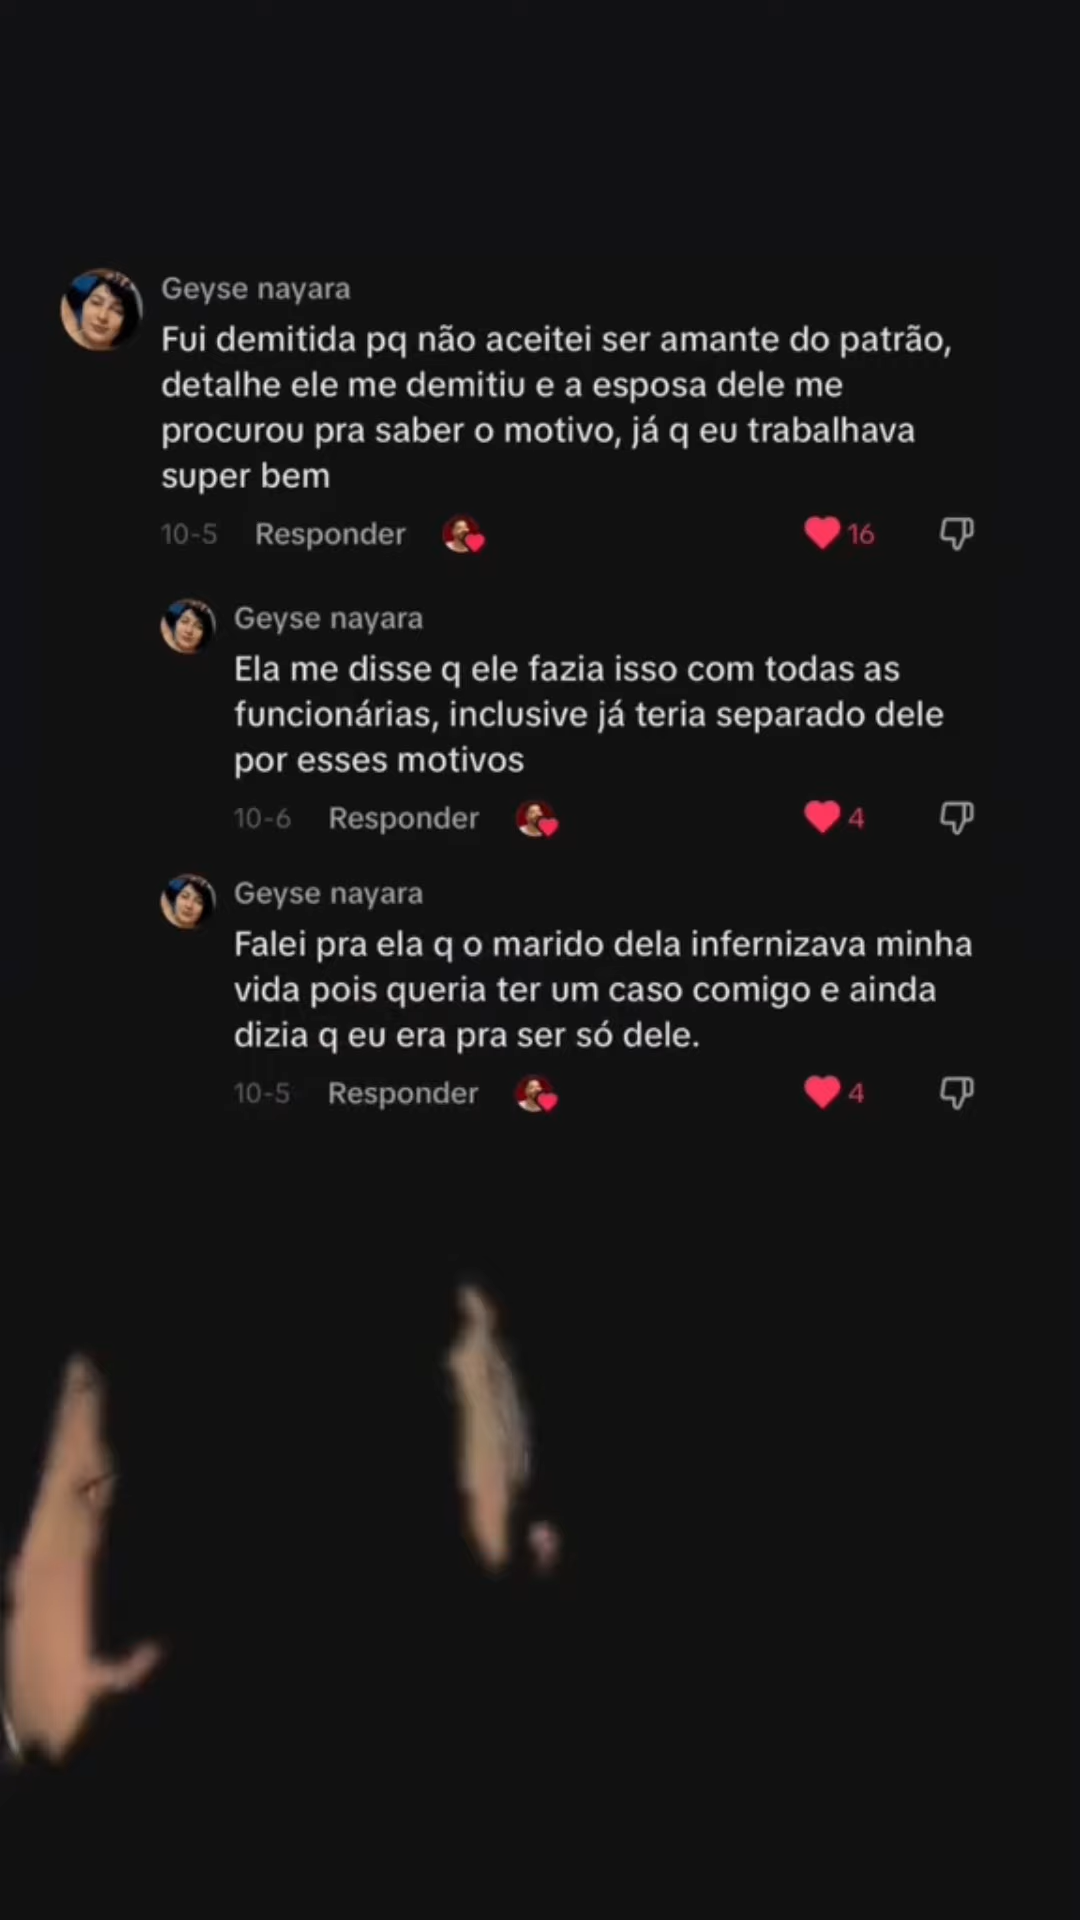 Geyse nayara
Fui demitida pq não aceitei ser amante do patrão,
detalhe ele me demitiu e a esposa dele me
procurou pra saber o motivo, já q eu trabalhava
super bem
10-5 Responder 16
Geyse nayara
Ela me disse q ele fazia isso com todas as
funcionárias, inclusive já teria separado dele
por esses motivos
10-6 Responder 4
Geyse nayara
Falei pra ela q o marido dela infernizava minha
vida pois queria ter um caso comigo e ainda
dizia q eu era pra ser só dele.
10-5 Responder 4